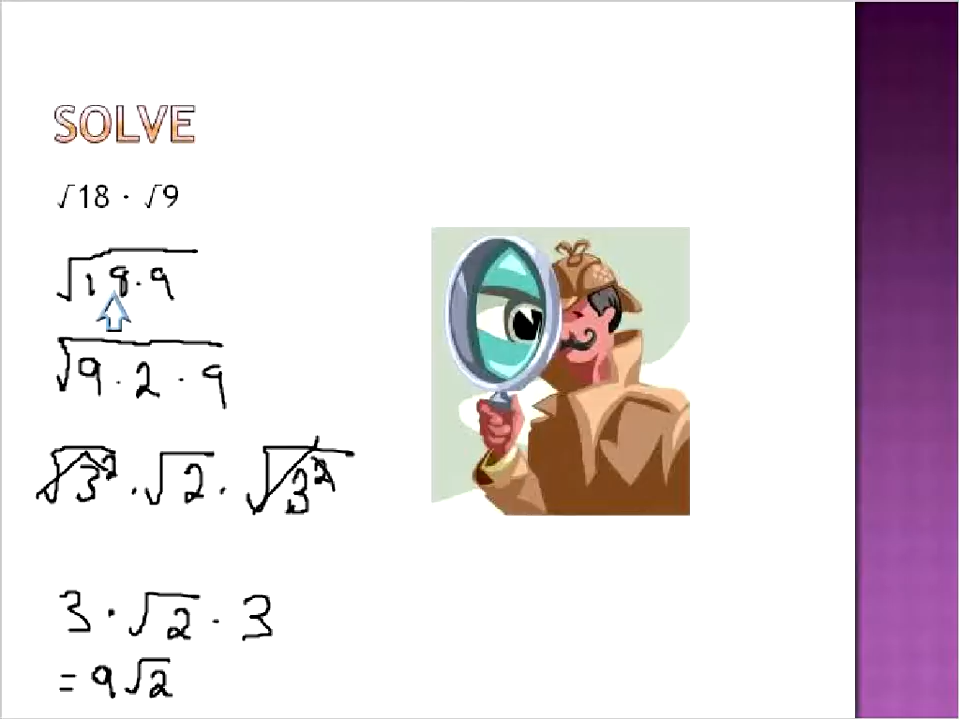 SOLVE
√18 · √9
√18·9
√9·2·9
√3²·√2·√3²
3·√2·3
=9√2